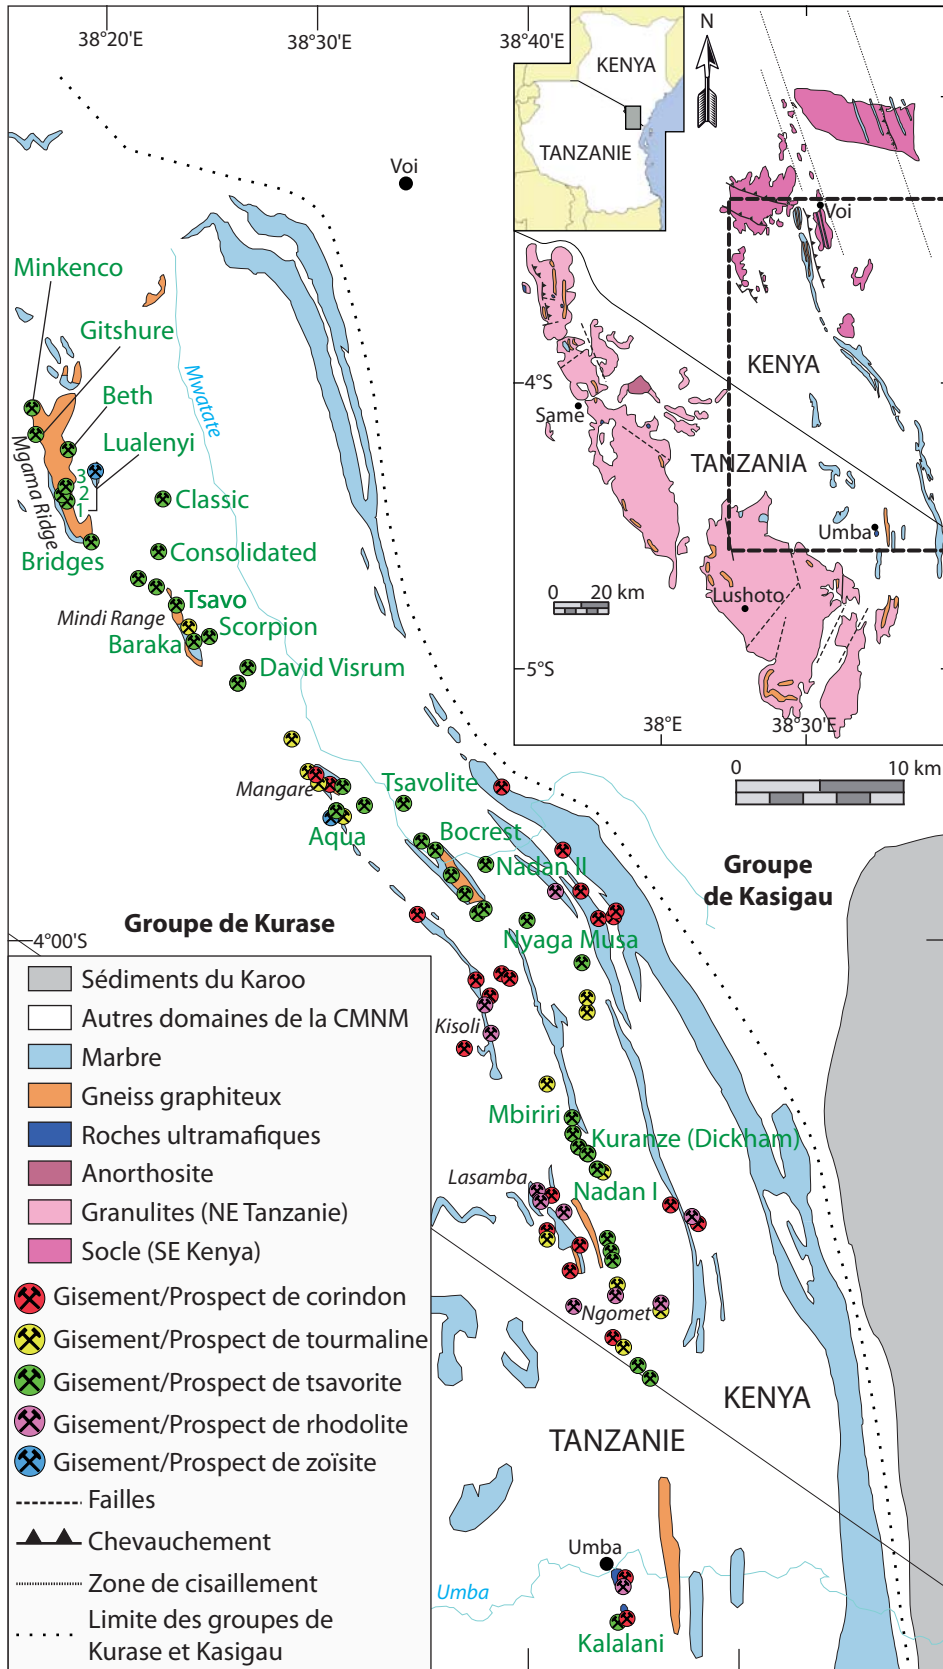 38°20'E
38°30'E
38°40'E
N
KENYA
TANZANIE
Voi
Voi
Minkenco
Gitshure
Beth
Lualenyi
3
2
1
Mwatate
Mgama Ridge
Classic
Bridges
Consolidated
Tsavo
Mindi Range
Scorpion
Baraka
David Visrum
4°S
KENYA
Same
TANZANIA
Umba
0 20 km
Lushoto
5°S
38°E
38°30'E
0 10 km
Mangare
Tsavolite
Aqua
Bocrest
Nadan II
Groupe
de Kasigau
Groupe de Kurase
Nyaga Musa
4°00'S
Kisoli
Mbiriri
Kuranze (Dickham)
Lasamba
Nadan I
Ngomet
KENYA
TANZANIE
Umba
Umba
Kalalani
Sédiments du Karoo
Autres domaines de la CMNM
Marbre
Gneiss graphiteux
Roches ultramafiques
Anorthosite
Granulites (NE Tanzanie)
Socle (SE Kenya)
Gisement/Prospect de corindon
Gisement/Prospect de tourmaline
Gisement/Prospect de tsavorite
Gisement/Prospect de rhodolite
Gisement/Prospect de zoïsite
Failles
Chevauchement
Zone de cisaillement
Limite des groupes de
Kurase et Kasigau